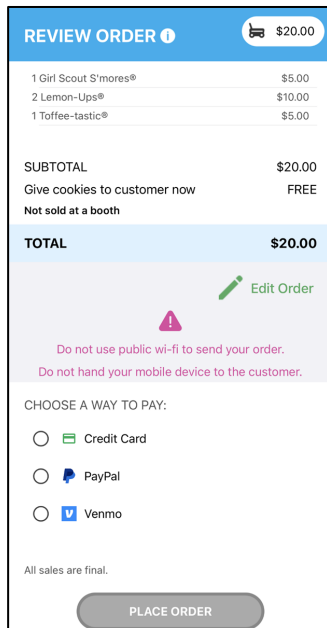 REVIEW ORDER i
$20.00
1 Girl Scout S'mores® $5.00
2 Lemon-Ups® $10.00
1 Toffee-tastic® $5.00
SUBTOTAL $20.00
Give cookies to customer now FREE
Not sold at a booth
TOTAL $20.00
Edit Order
!
Do not use public wi-fi to send your order.
Do not hand your mobile device to the customer.
CHOOSE A WAY TO PAY:
Credit Card
PayPal
Venmo
All sales are final.
PLACE ORDER